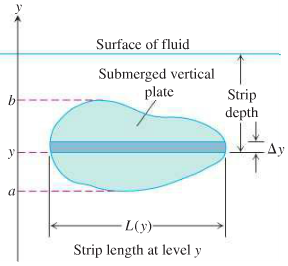 y
Surface of fluid
Submerged vertical
plate
Strip
depth
b
y
Δy
a
L(y)
Strip length at level y